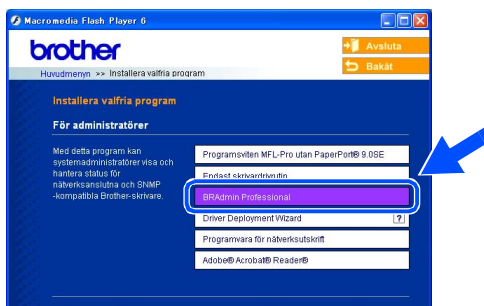 Macromedia Flash Player 6
brother
Avsluta
Bakåt
Huvudmenyn >> Installera valfria program
Installera valfria program
För administratörer
Med detta program kan
systemadministratörer visa och
hantera status för
nätverksanslutna och SNMP
-kompatibla Brother-skrivare.
Programsviten MFL-Pro utan PaperPort® 9.0SE
Endast skrivardrivrutin
BRAdmin Professional
Driver Deployment Wizard
?
Programvara för nätverksutskrift
Adobe® Acrobat® Reader®